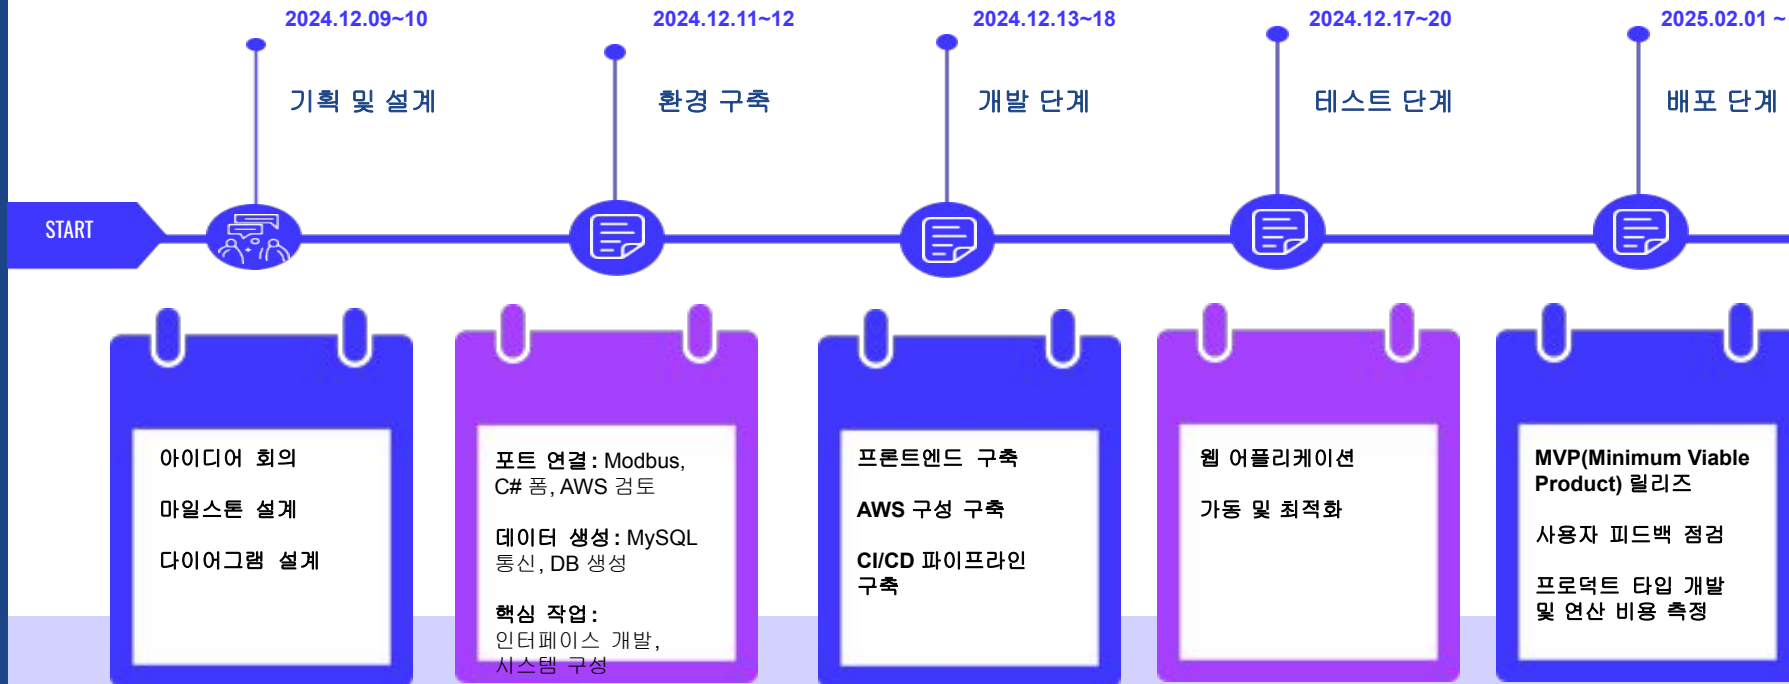 2024.12.09~10
2024.12.11~12
2024.12.13~18
2024.12.17~20
2025.02.01 ~
기획 및 설계
환경 구축
개발 단계
테스트 단계
배포 단계
START
아이디어 회의
마일스톤 설계
다이어그램 설계
포트 연결: Modbus,
C# 폼, AWS 검토
데이터 생성: MySQL
통신, DB 생성
핵심 작업:
인터페이스 개발,
시스템 구성
프론트엔드 구축
AWS 구성 구축
CI/CD 파이프라인
구축
웹 어플리케이션
가동 및 최적화
MVP(Minimum Viable
Product) 릴리즈
사용자 피드백 점검
프로덕트 타입 개발
및 연산 비용 측정